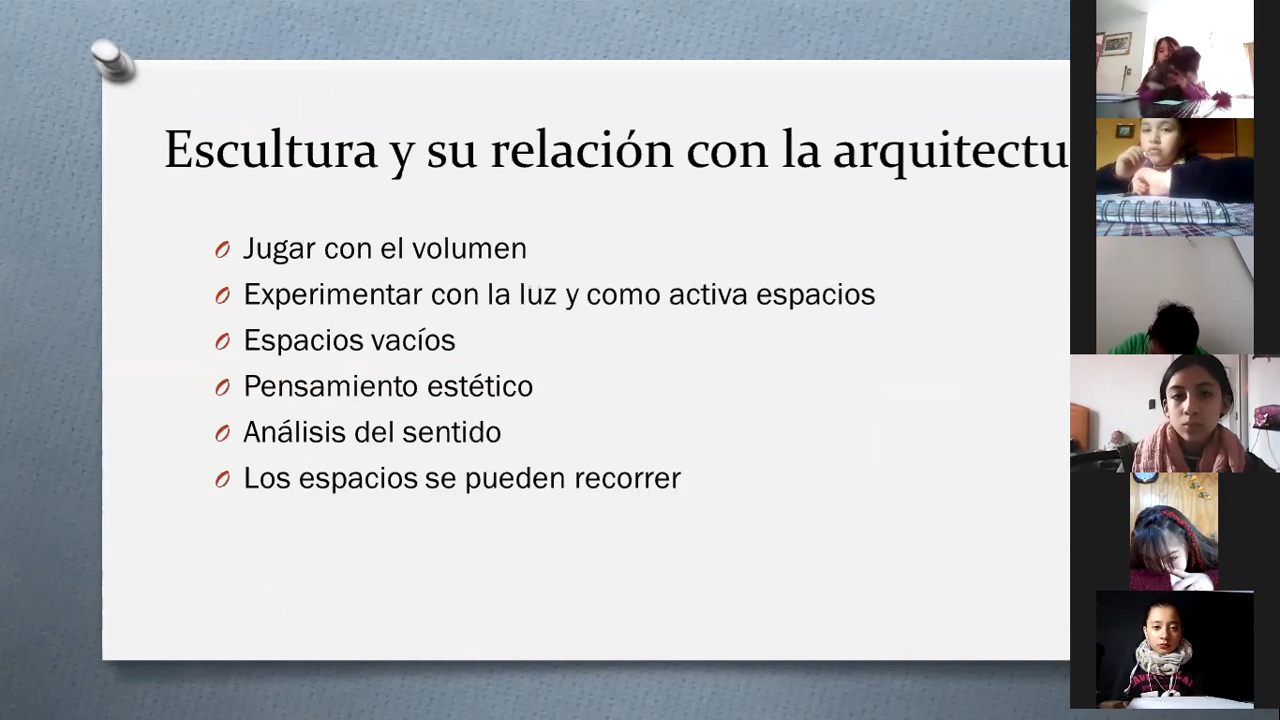 Escultura y su relación con la arquitectu
Jugar con el volumen
Experimentar con la luz y como activa espacios
Espacios vacíos
Pensamiento estético
Análisis del sentido
Los espacios se pueden recorrer